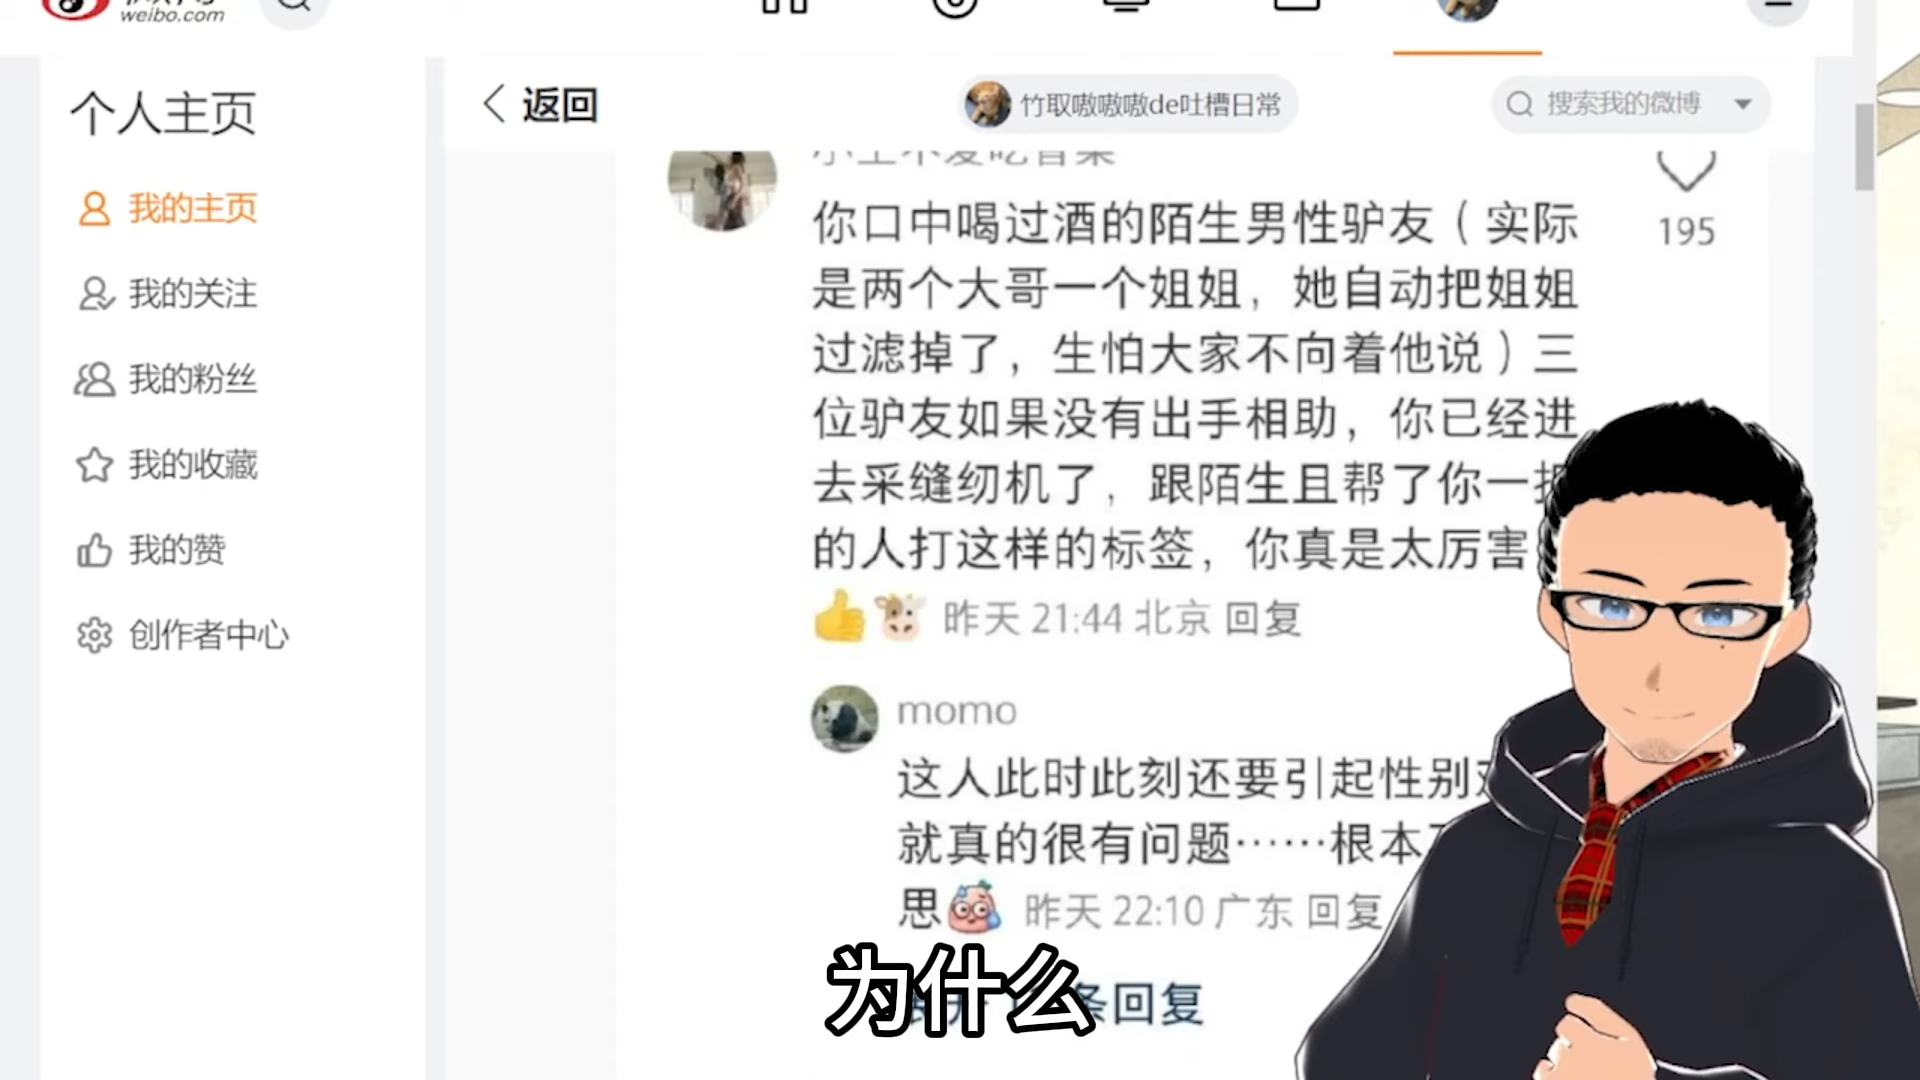 weibo.com
个人主页
返回
竹取嗷嗷嗷de吐槽日常
搜索我的微博
我的主页
我的关注
我的粉丝
我的收藏
我的赞
创作者中心
195
你口中喝过酒的陌生男性驴友（实际
是两个大哥一个姐姐，她自动把姐姐
过滤掉了，生怕大家不向着他说）三
位驴友如果没有出手相助，你已经进
去采缝纫机了，跟陌生且帮了你一
的人打这样的标签，你真是太厉害
昨天 21:44 北京 回复
momo
这人此时此刻还要引起性别
就真的很有问题……根本
思 昨天 22:10 广东 回复
条回复
为什么